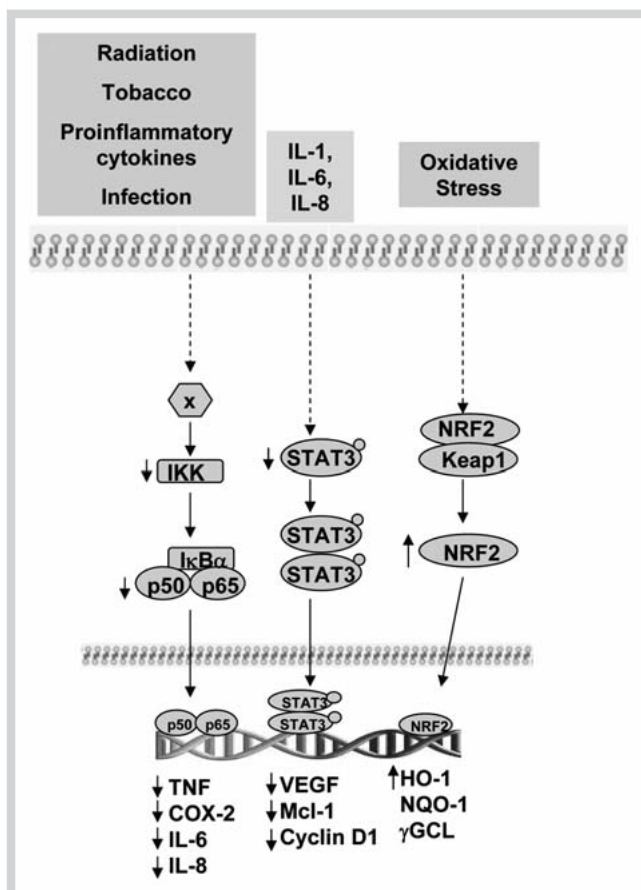 Radiation
Tobacco
Proinflammatory
cytokines
Infection
IL-1,
IL-6,
IL-8
Oxidative
Stress
x
↓ IKK
IκBα
↓ p50 p65
p50 p65
↓ TNF
↓ COX-2
↓ IL-6
↓ IL-8
↓ STAT3
STAT3
STAT3
STAT3
STAT3
↓ VEGF
↓ Mcl-1
↓ Cyclin D1
NRF2
Keap1
↑ NRF2
NRF2
↑ HO-1
NQO-1
γGCL